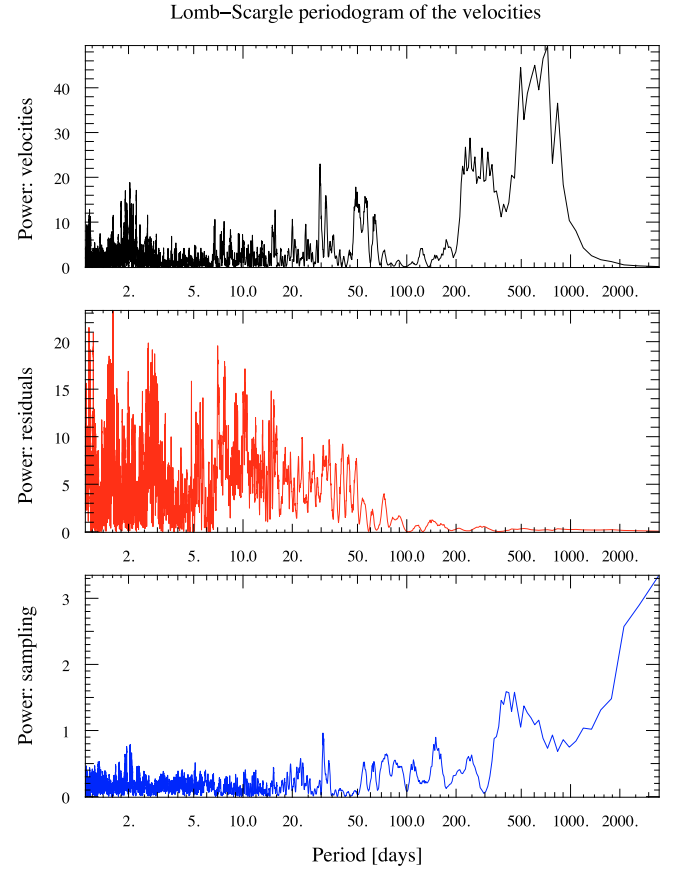 Lomb−Scargle periodogram of the velocities
Power: velocities
40
30
20
10
0
2. 5. 10.0 20. 50. 100.0 200. 500. 1000. 2000.
Power: residuals
20
15
10
5
0
2. 5. 10.0 20. 50. 100.0 200. 500. 1000. 2000.
Power: sampling
3
2
1
0
2. 5. 10.0 20. 50. 100.0 200. 500. 1000. 2000.
Period [days]